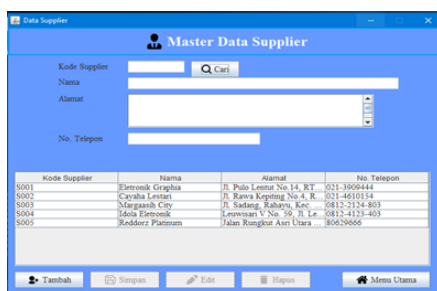 Data Supplier
Master Data Supplier
Kode Supplier
Cari
Nama
Alamat
No. Telepon
Kode Supplier Nama Alamat No. Telepon
S001 Eletronik Graphia Jl. Pulo Lentut No.14, RT... 021-3909444
S002 Cayaha Lestari Jl. Rawa Kepiting No.4, R... 021-4610154
S003 Margaasih City Jl. Sadang, Rahayu, Kec. ... 0812-2124-803
S004 Idola Eletronik Leuwisari V No. 59, Jl. Le... 0812-4123-403
S005 Reddorz Platinum Jalan Rungkut Asri Utara ... 80629666
Tambah Simpan Edit Hapus Menu Utama